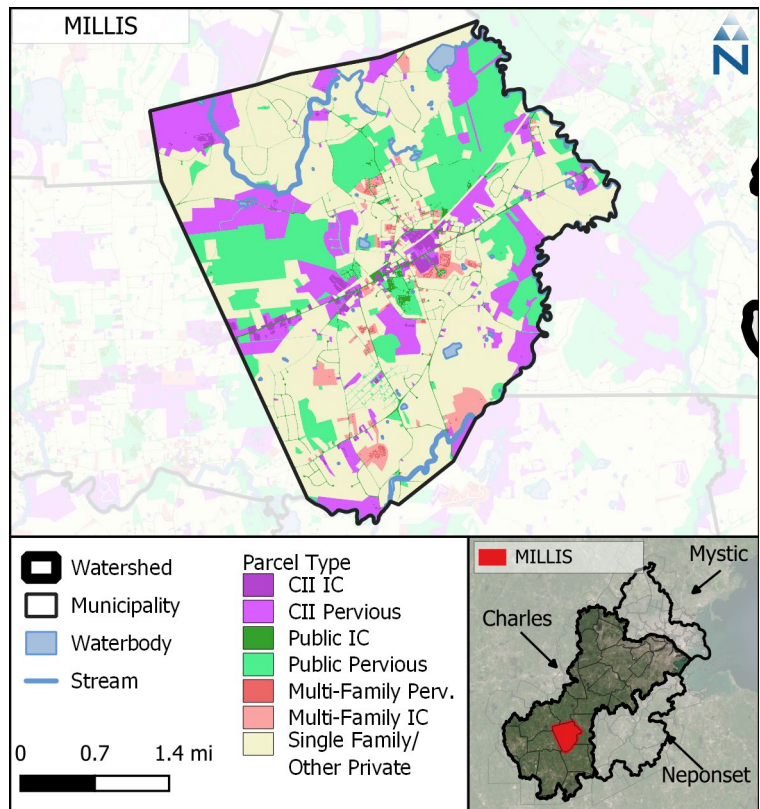 MILLIS
N
Watershed
Municipality
Waterbody
Stream
0 0.7 1.4 mi
Parcel Type
CII IC
CII Pervious
Public IC
Public Pervious
Multi-Family Perv.
Multi-Family IC
Single Family/
Other Private
MILLIS
Mystic
Charles
Neponset